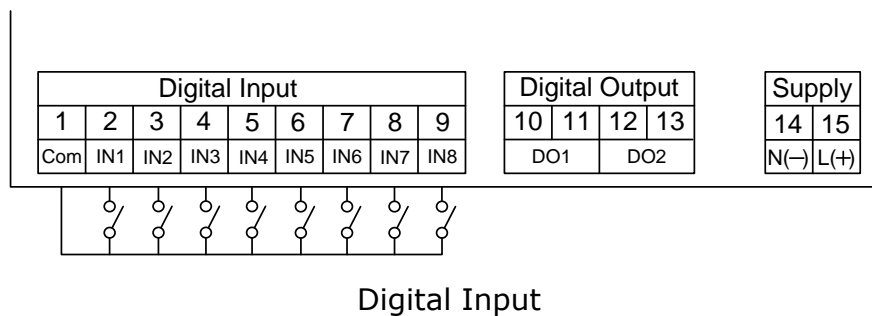 Digital Input Digital Output Supply
1 2 3 4 5 6 7 8 9 10 11 12 13 14 15
Com IN1 IN2 IN3 IN4 IN5 IN6 IN7 IN8 DO1 DO2 N(−) L(+)
Digital Input